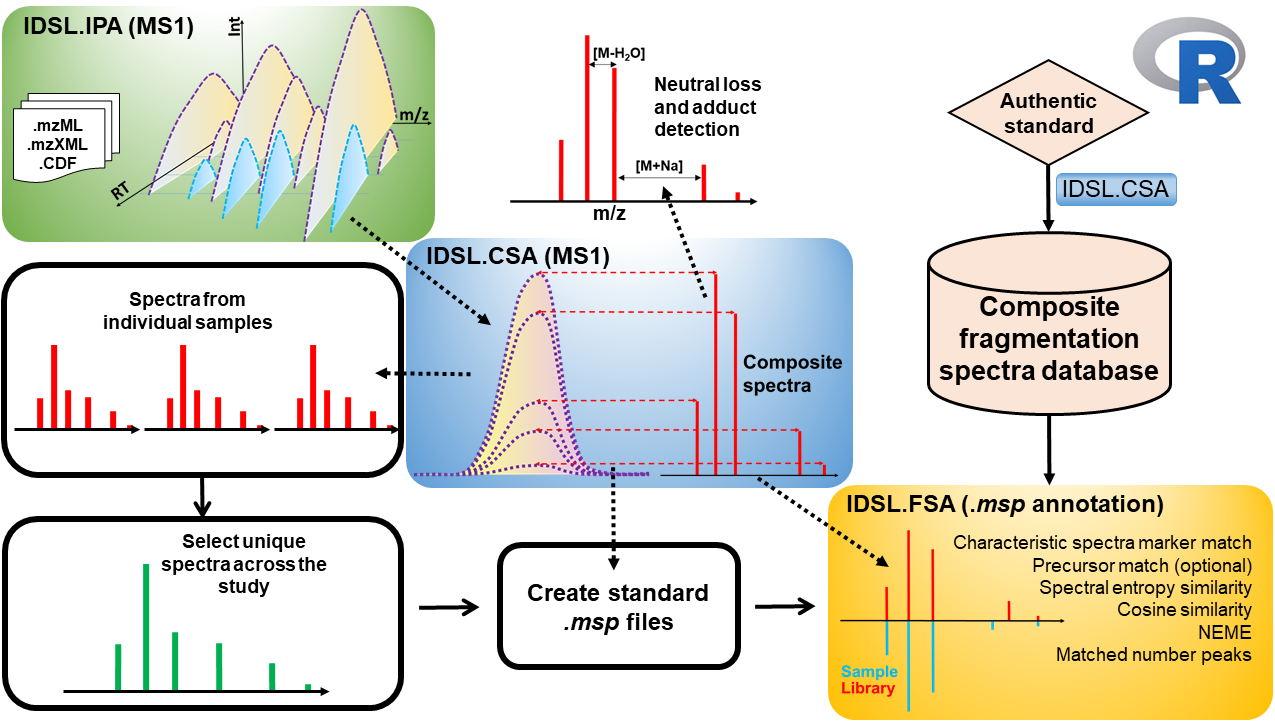 IDSL.IPA (MS1)
Int
m/z
RT
.mzML
.mzXML
.CDF
[M-H₂O]
[M+Na]
m/z
Neutral loss
and adduct
detection
Authentic
standard
R
IDSL.CSA
Composite
fragmentation
spectra database
IDSL.CSA (MS1)
Composite
spectra
Spectra from
individual samples
Select unique
spectra across the
study
Create standard
.msp files
IDSL.FSA (.msp annotation)
Characteristic spectra marker match
Precursor match (optional)
Spectral entropy similarity
Cosine similarity
NEME
Matched number peaks
Sample
Library